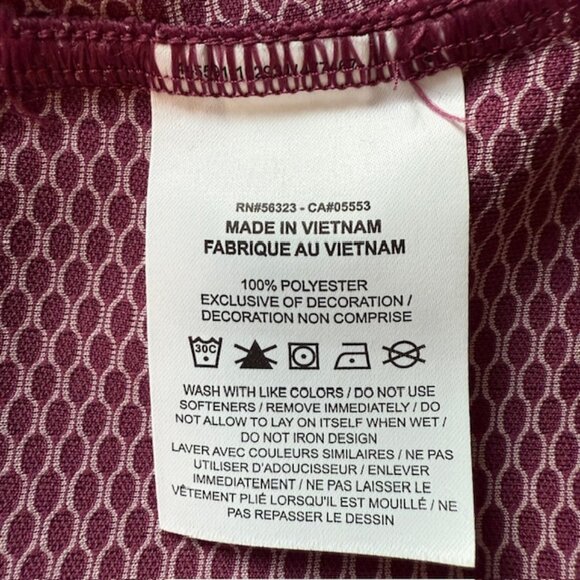 RN#56323 - CA#05553
MADE IN VIETNAM
FABRIQUE AU VIETNAM
100% POLYESTER
EXCLUSIVE OF DECORATION /
DECORATION NON COMPRISE
30C
WASH WITH LIKE COLORS / DO NOT USE
SOFTENERS / REMOVE IMMEDIATELY / DO
NOT ALLOW TO LAY ON ITSELF WHEN WET /
DO NOT IRON DESIGN
LAVER AVEC COULEURS SIMILAIRES / NE PAS
UTILISER D'ADOUCISSEUR / ENLEVER
IMMEDIATEMENT / NE PAS LAISSER LE
VÊTEMENT PLIÉ LORSQU'IL EST MOUILLÉ / NE
PAS REPASSER LE DESSIN